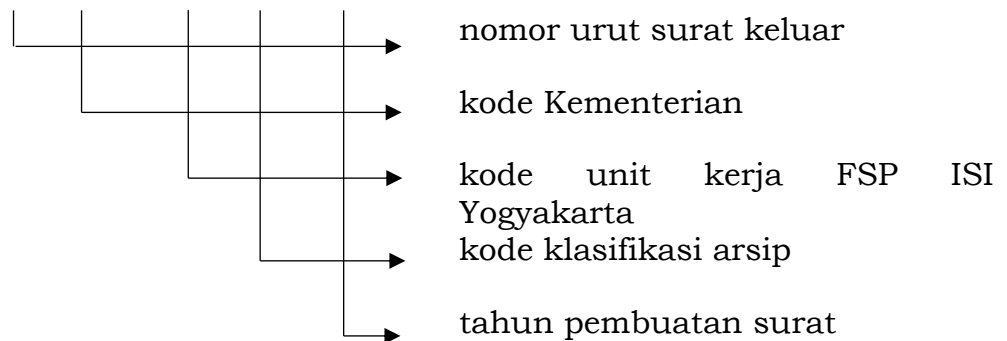 nomor urut surat keluar
kode Kementerian
kode unit kerja FSP ISI
Yogyakarta
kode klasifikasi arsip
tahun pembuatan surat